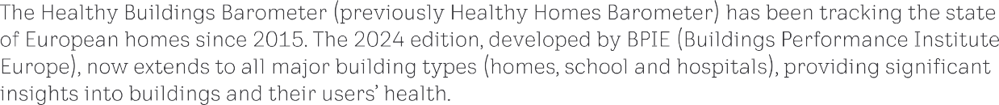 The Healthy Buildings Barometer (previously Healthy Homes Barometer) has been tracking the state
of European homes since 2015. The 2024 edition, developed by BPIE (Buildings Performance Institute
Europe), now extends to all major building types (homes, school and hospitals), providing significant
insights into buildings and their users’ health.